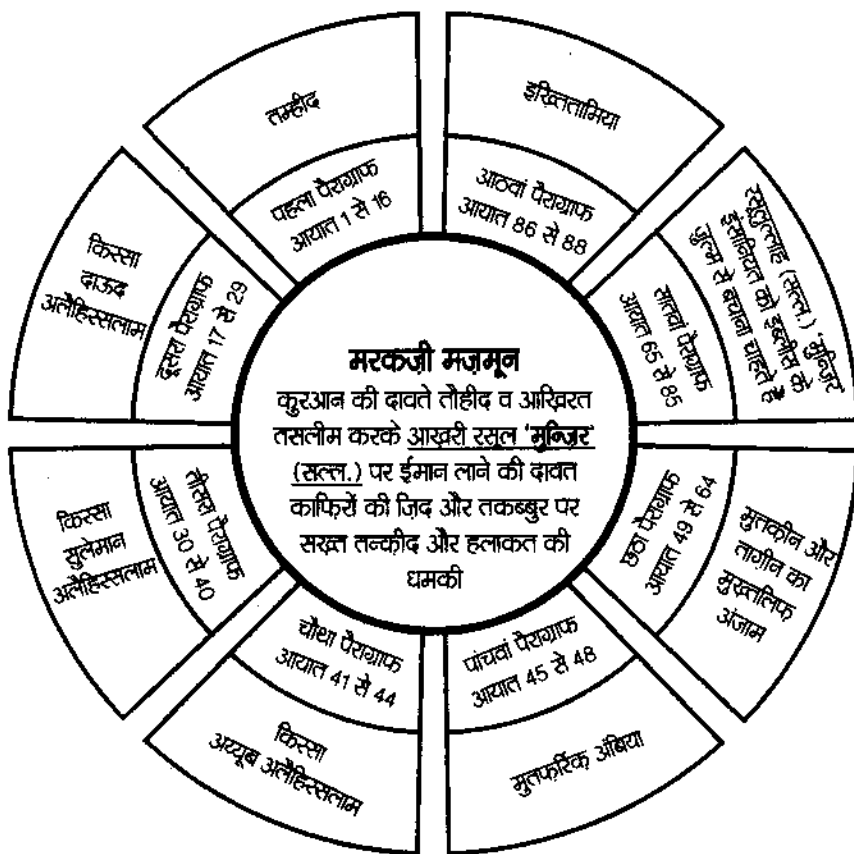 मरकज़ी मज़मून
क़ुरआन की दावते तौहीद व आख़िरत
तसलीम करके आख़री रसूल 'मुन्ज़िर'
(सल्ल.) पर ईमान लाने की दावत
काफ़िरों की ज़िद और तकब्बुर पर
सख़्त तन्क़ीद और हलाकत की
धमकी
तम्हीद
पहला पैराग्राफ
आयात 1 से 16
क़िस्सा
दाऊद
अलैहिस्सलाम
दूसरा पैराग्राफ
आयात 17 से 29
क़िस्सा
सुलेमान
अलैहिस्सलाम
तीसरा पैराग्राफ
आयात 30 से 40
चौथा पैराग्राफ
आयात 41 से 44
क़िस्सा
अय्यूब अलैहिस्सलाम
पांचवां पैराग्राफ
आयात 45 से 48
मुतफ़र्रिक़ अंबिया
छठा पैराग्राफ
आयात 49 से 64
मुतक़ीन और
ताग़ीन का
मुख़्तलिफ़
अंजाम
रसूलुल्लाह (सल्ल.) 'मुन्ज़िर'
इंसानियत को इब्लीस के
ज़ुल्म से बचाना चाहते हैं
सातवां पैराग्राफ
आयात 65 से 85
इख़्तितामिया
आठवां पैराग्राफ
आयात 86 से 88